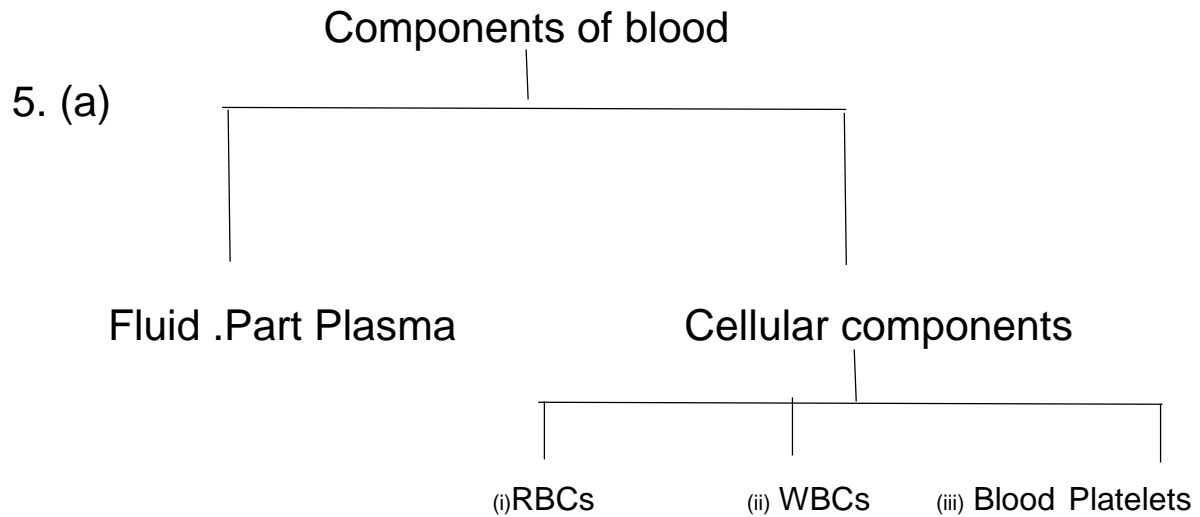 Components of blood
5. (a)
Fluid .Part Plasma
Cellular components
(i)RBCs
(ii) WBCs
(iii) Blood Platelets